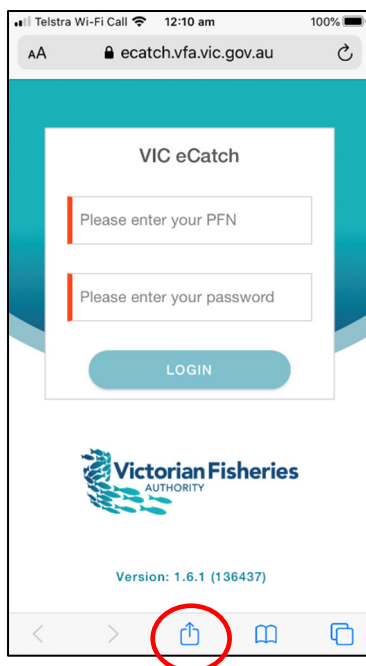 Telstra Wi-Fi Call 12:10 am 100%
AA ecatch.vfa.vic.gov.au
VIC eCatch
Please enter your PFN
Please enter your password
LOGIN
Victorian Fisheries
AUTHORITY
Version: 1.6.1 (136437)